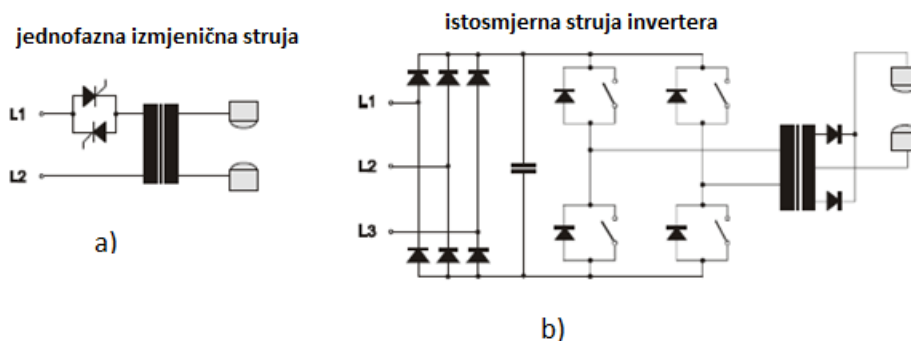 jednofazna izmjenična struja
L1
L2
a)
istosmjerna struja invertera
L1
L2
L3
b)